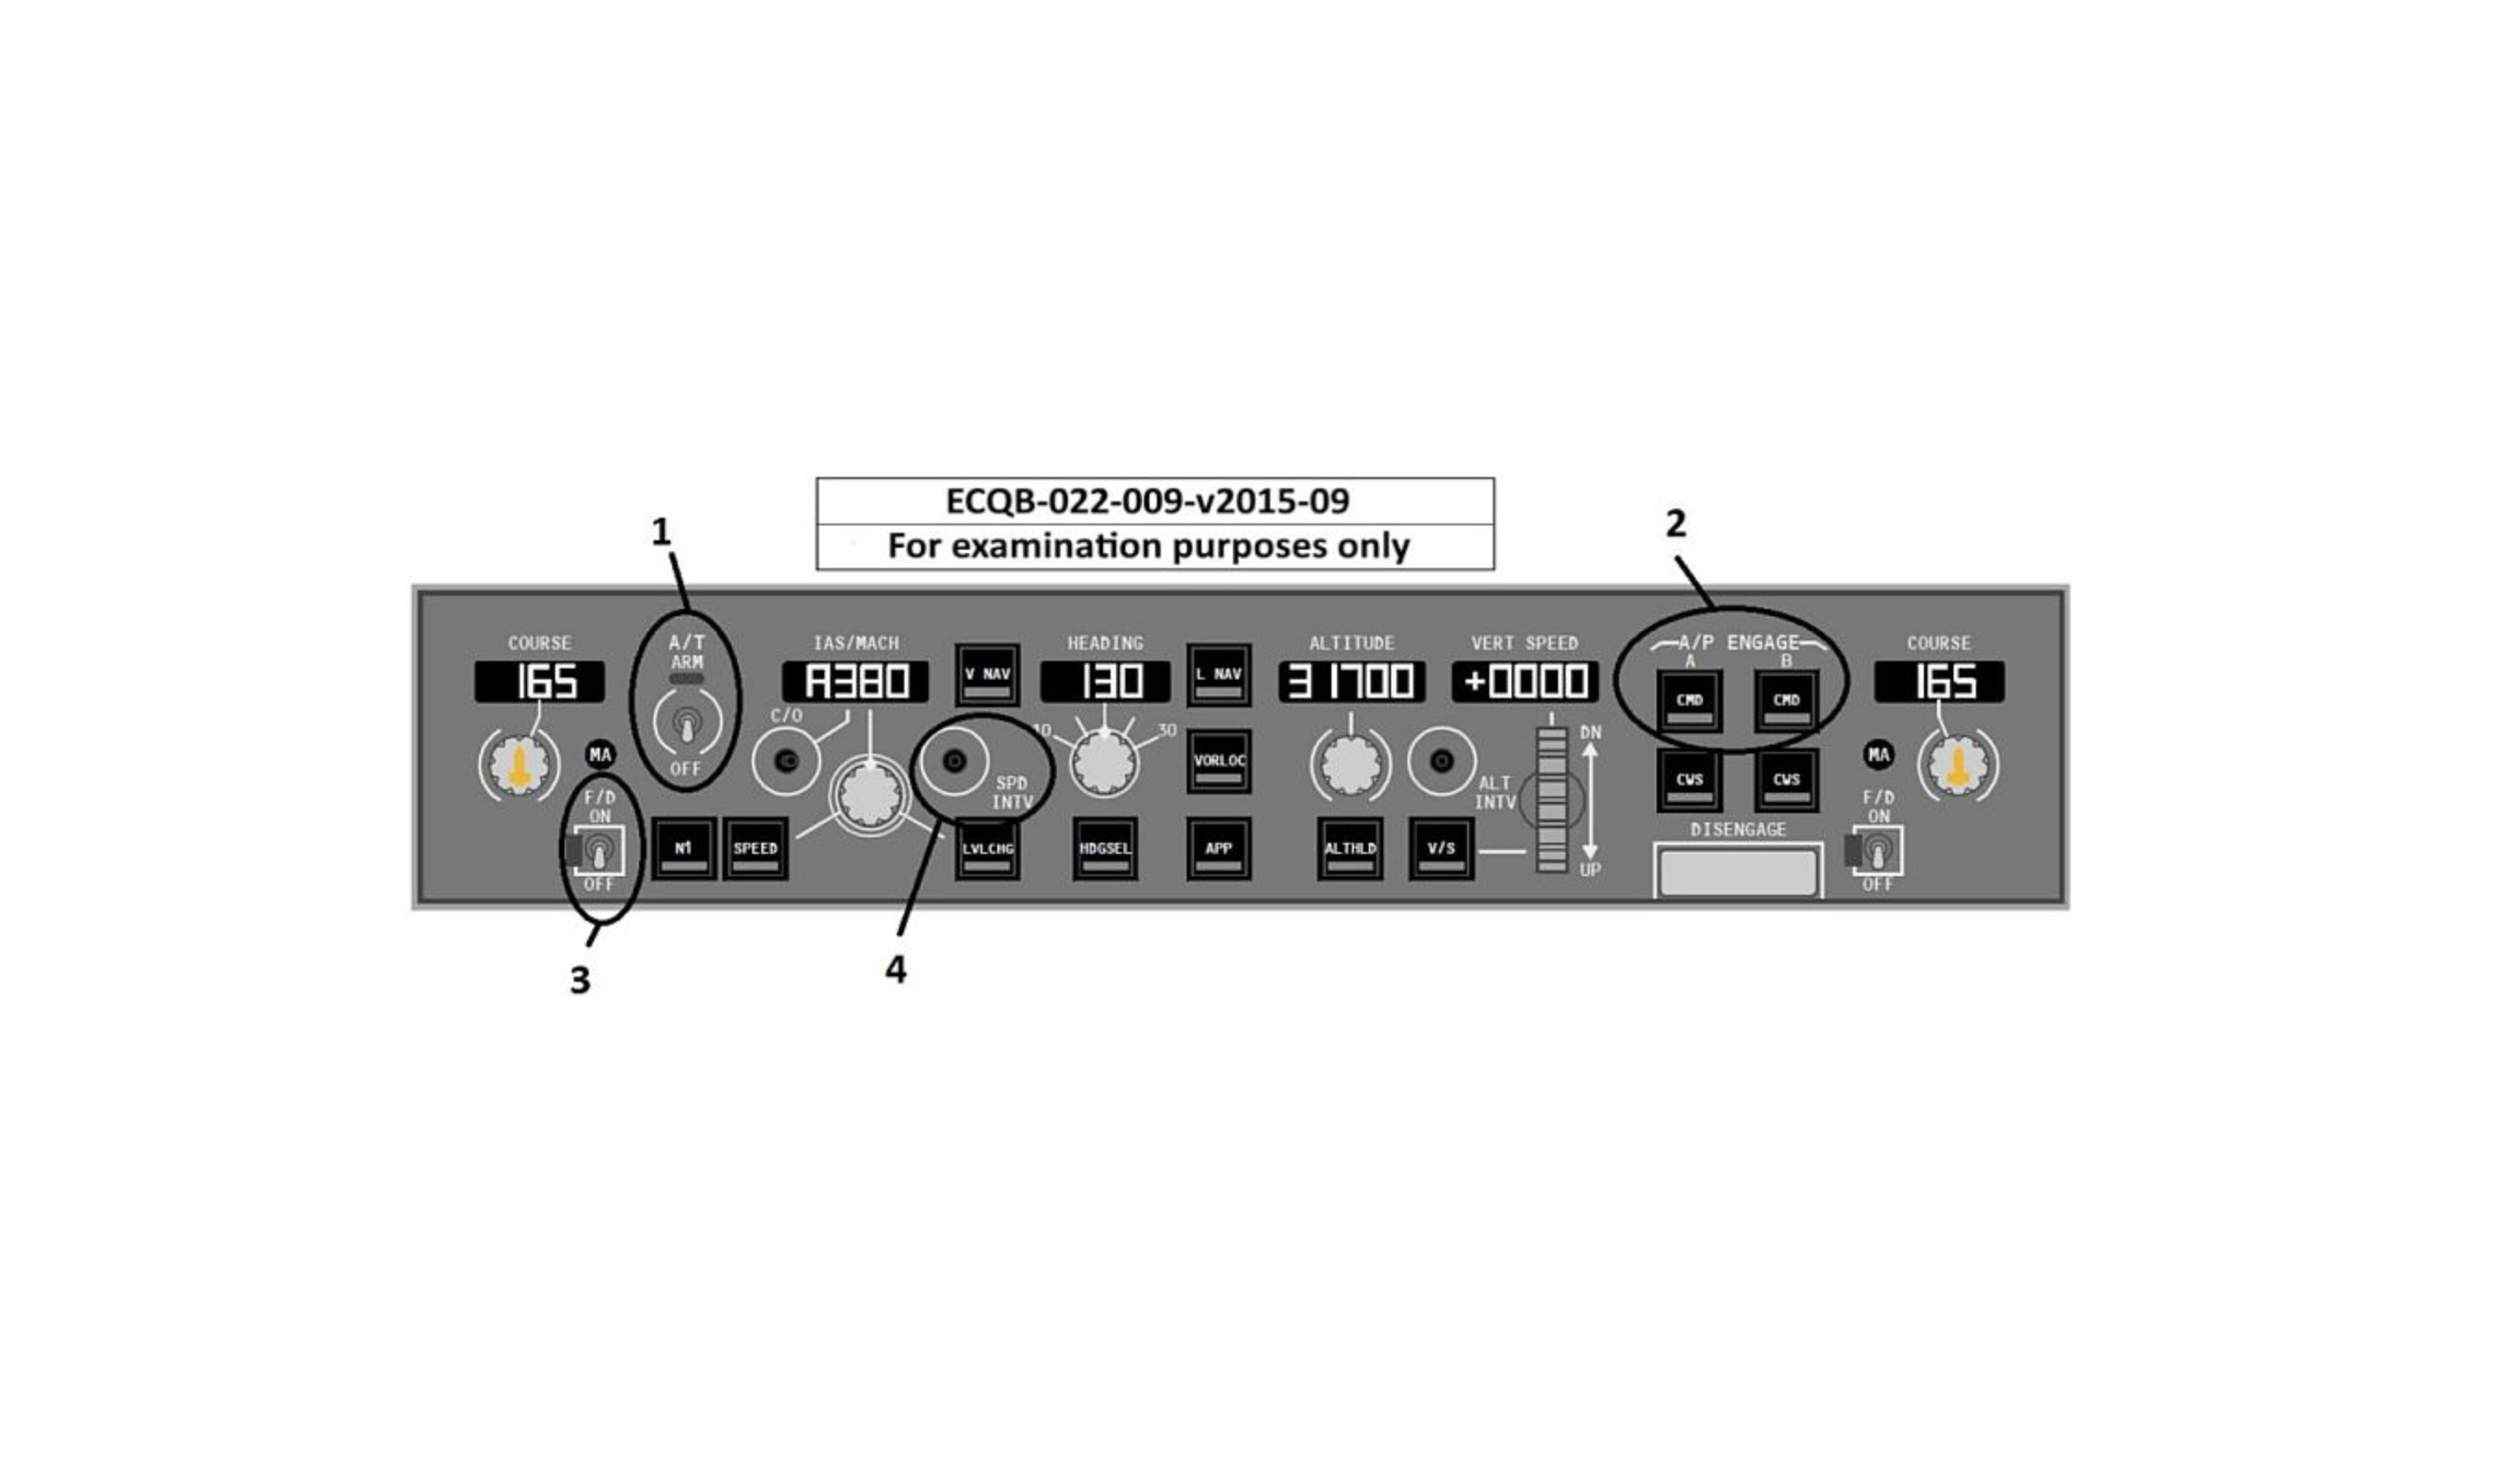 ECQB-022-009-v2015-09
For examination purposes only
1
2
COURSE
165
A/T
ARM
OFF
IAS/MACH
A380
C/O
V NAV
SPD
INTV
HEADING
130
10
30
L NAV
VORLOC
ALTITUDE
31700
VERT SPEED
+0000
ALT
INTV
DN
UP
A/P ENGAGE
A B
CMD CMD
CWS CWS
DISENGAGE
COURSE
165
MA
F/D
ON
OFF
N1
SPEED
LVLCHG
HDGSEL
APP
ALTHLD
V/S
MA
F/D
ON
OFF
3
4